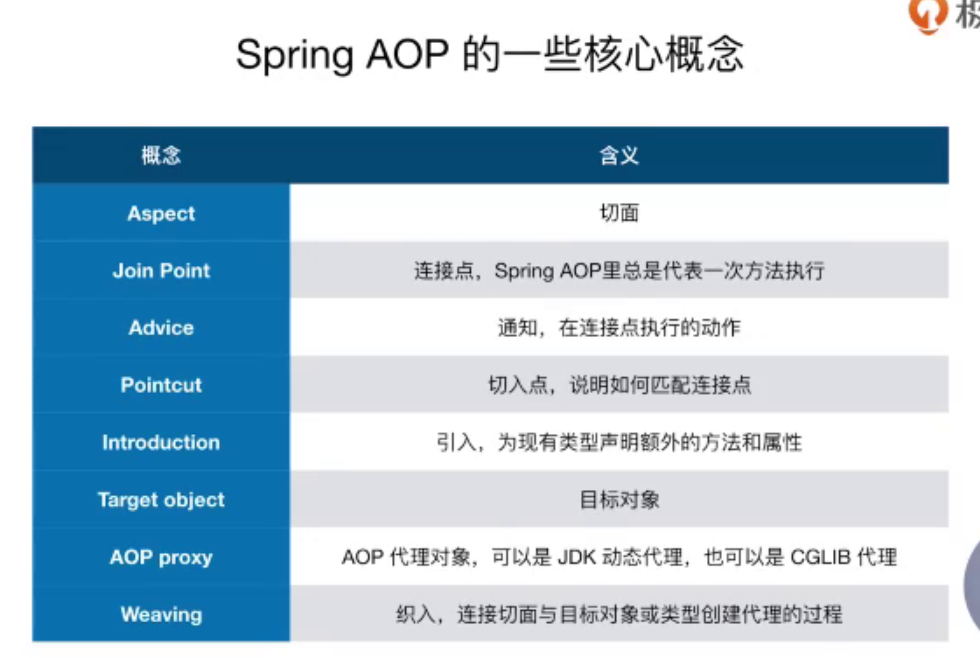 Spring AOP 的一些核心概念
概念 含义
Aspect 切面
Join Point 连接点，Spring AOP里总是代表一次方法执行
Advice 通知，在连接点执行的动作
Pointcut 切入点，说明如何匹配连接点
Introduction 引入，为现有类型声明额外的方法和属性
Target object 目标对象
AOP proxy AOP 代理对象，可以是 JDK 动态代理，也可以是 CGLIB 代理
Weaving 织入，连接切面与目标对象或类型创建代理的过程